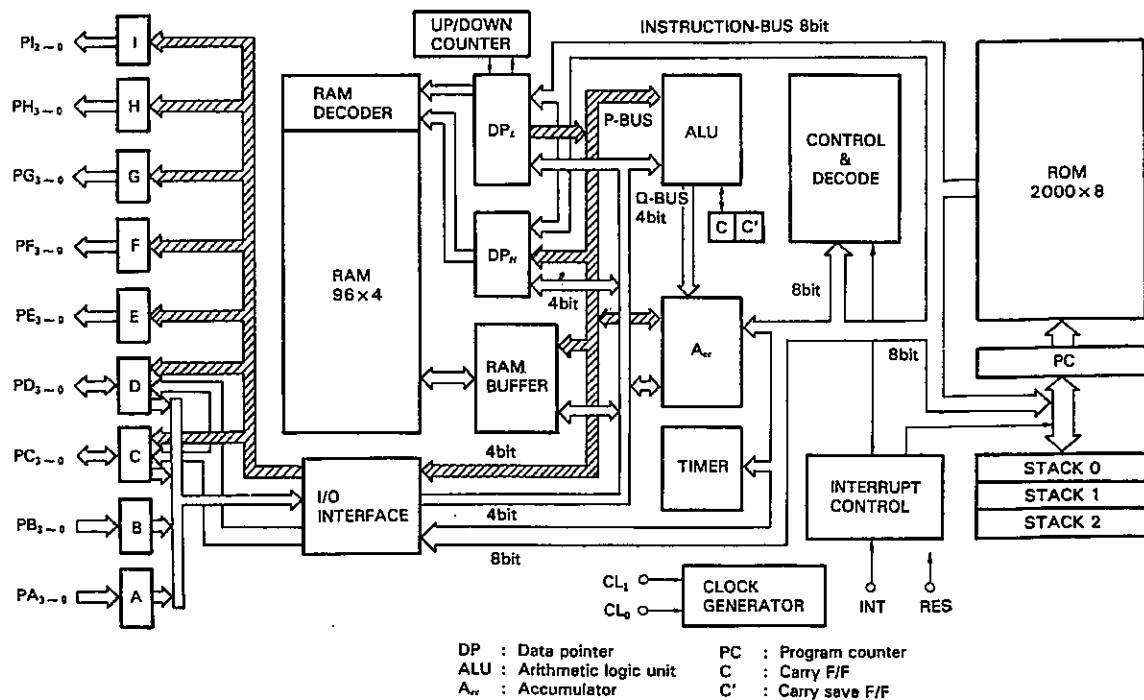 UP/DOWN
COUNTER
INSTRUCTION-BUS 8bit
PI₂~₀
I
PH₃~₀
H
PG₃~₀
G
PF₃~₀
F
PE₃~₀
E
PD₃~₀
D
PC₃~₀
C
PB₃~₀
B
PA₃~₀
A
RAM
DECODER
RAM
96×4
DP_L
DP_H
4bit
RAM
BUFFER
4bit
I/O
INTERFACE
4bit
8bit
P-BUS
ALU
Q-BUS
4bit
C C'
A_cc
TIMER
CONTROL
&
DECODE
8bit
8bit
INTERRUPT
CONTROL
ROM
2000×8
PC
STACK 0
STACK 1
STACK 2
CL₁
CL₀
CLOCK
GENERATOR
INT
RES
DP : Data pointer
ALU : Arithmetic logic unit
A_cc : Accumulator
PC : Program counter
C : Carry F/F
C' : Carry save F/F